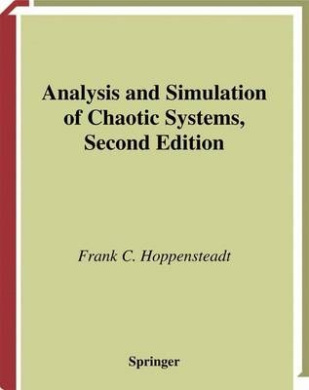 Analysis and Simulation
of Chaotic Systems,
Second Edition
Frank C. Hoppensteadt
Springer